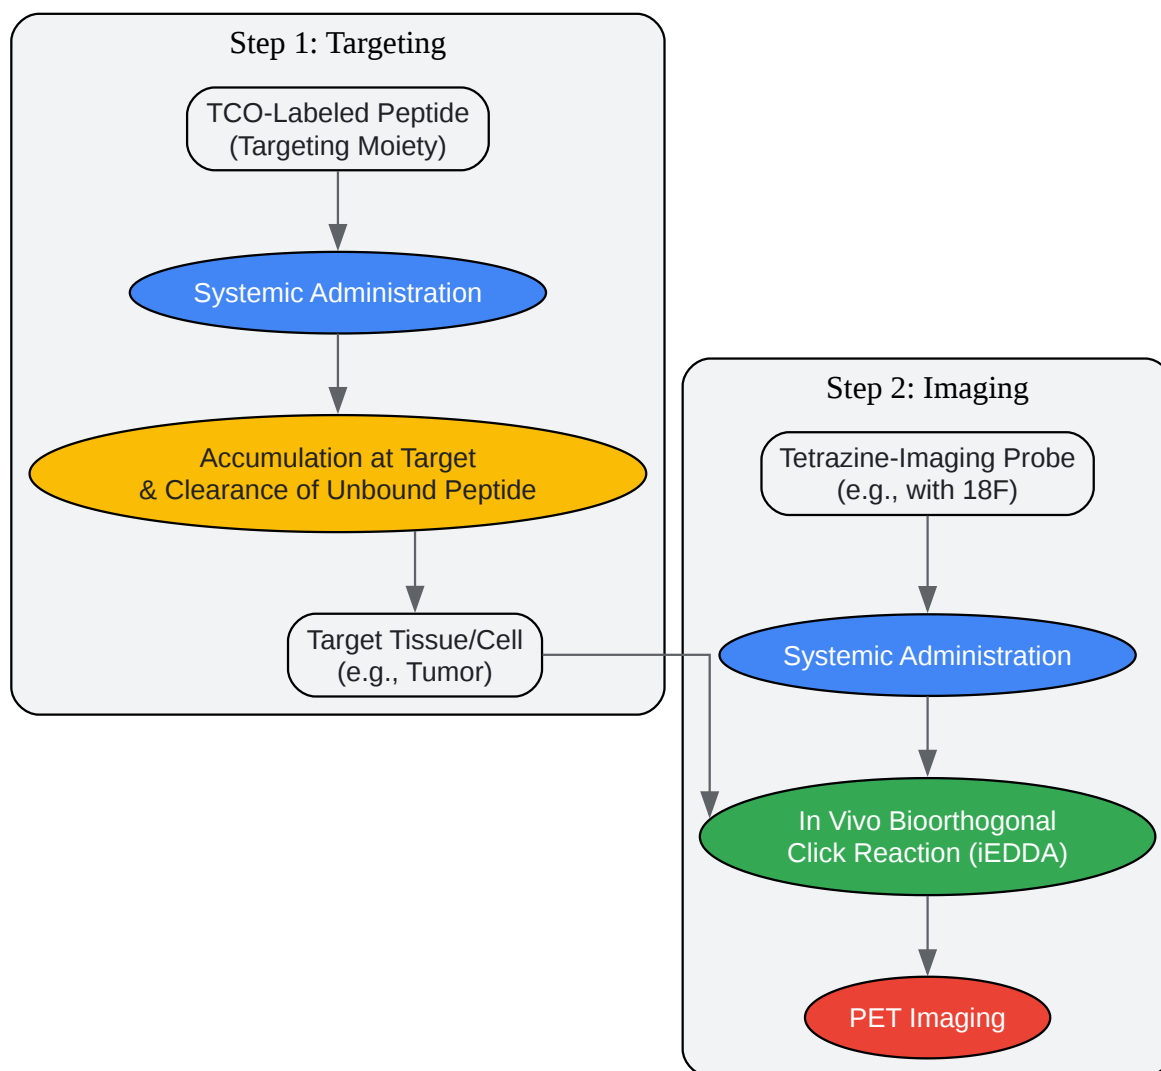 Step 1: Targeting
TCO-Labeled Peptide
(Targeting Moiety)
Systemic Administration
Accumulation at Target
& Clearance of Unbound Peptide
Target Tissue/Cell
(e.g., Tumor)
Step 2: Imaging
Tetrazine-Imaging Probe
(e.g., with 18F)
Systemic Administration
In Vivo Bioorthogonal
Click Reaction (iEDDA)
PET Imaging